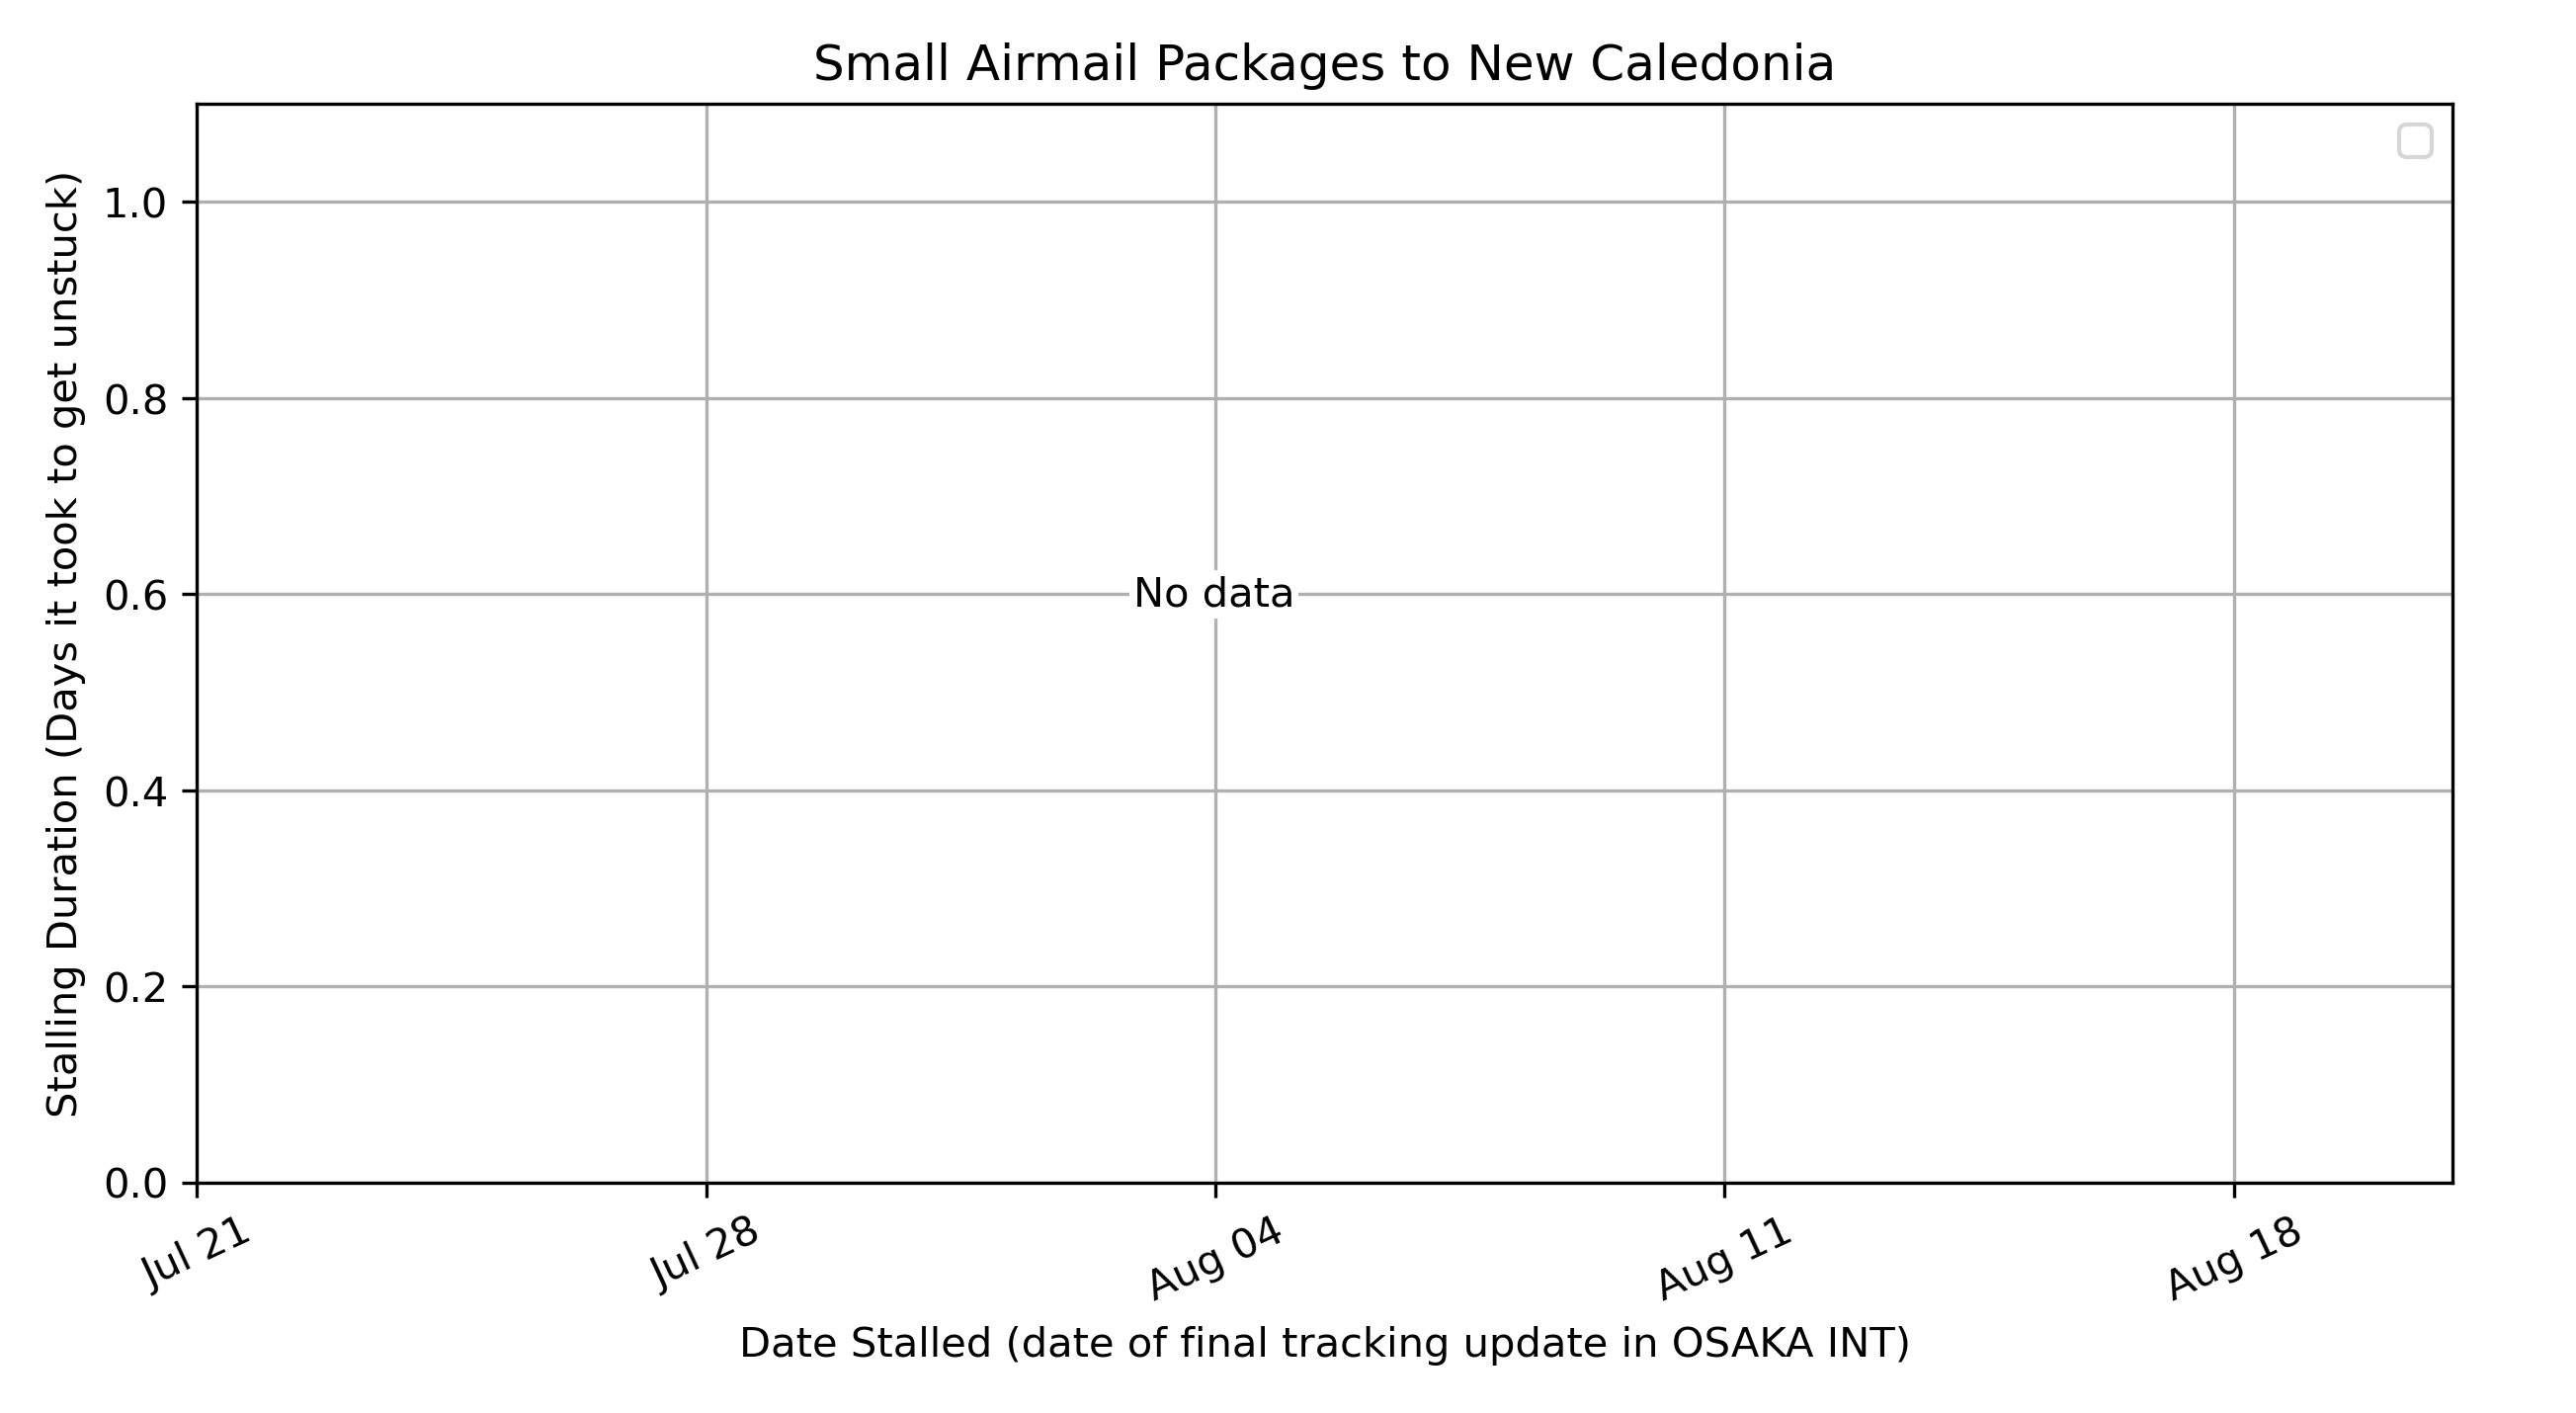 Small Airmail Packages to New Caledonia
Stalling Duration (Days it took to get unstuck)
1.0
0.8
0.6
0.4
0.2
0.0
No data
Jul 21
Jul 28
Aug 04
Aug 11
Aug 18
Date Stalled (date of final tracking update in OSAKA INT)